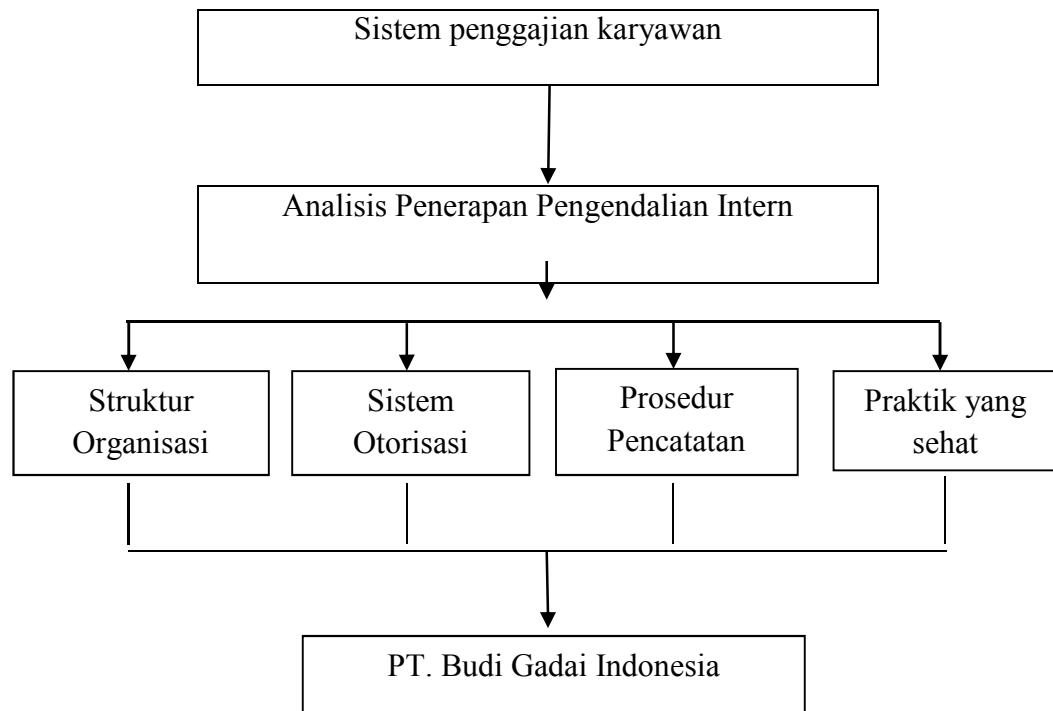 Sistem penggajian karyawan
Analisis Penerapan Pengendalian Intern
Struktur
Organisasi
Sistem
Otorisasi
Prosedur
Pencatatan
Praktik yang
sehat
PT. Budi Gadai Indonesia